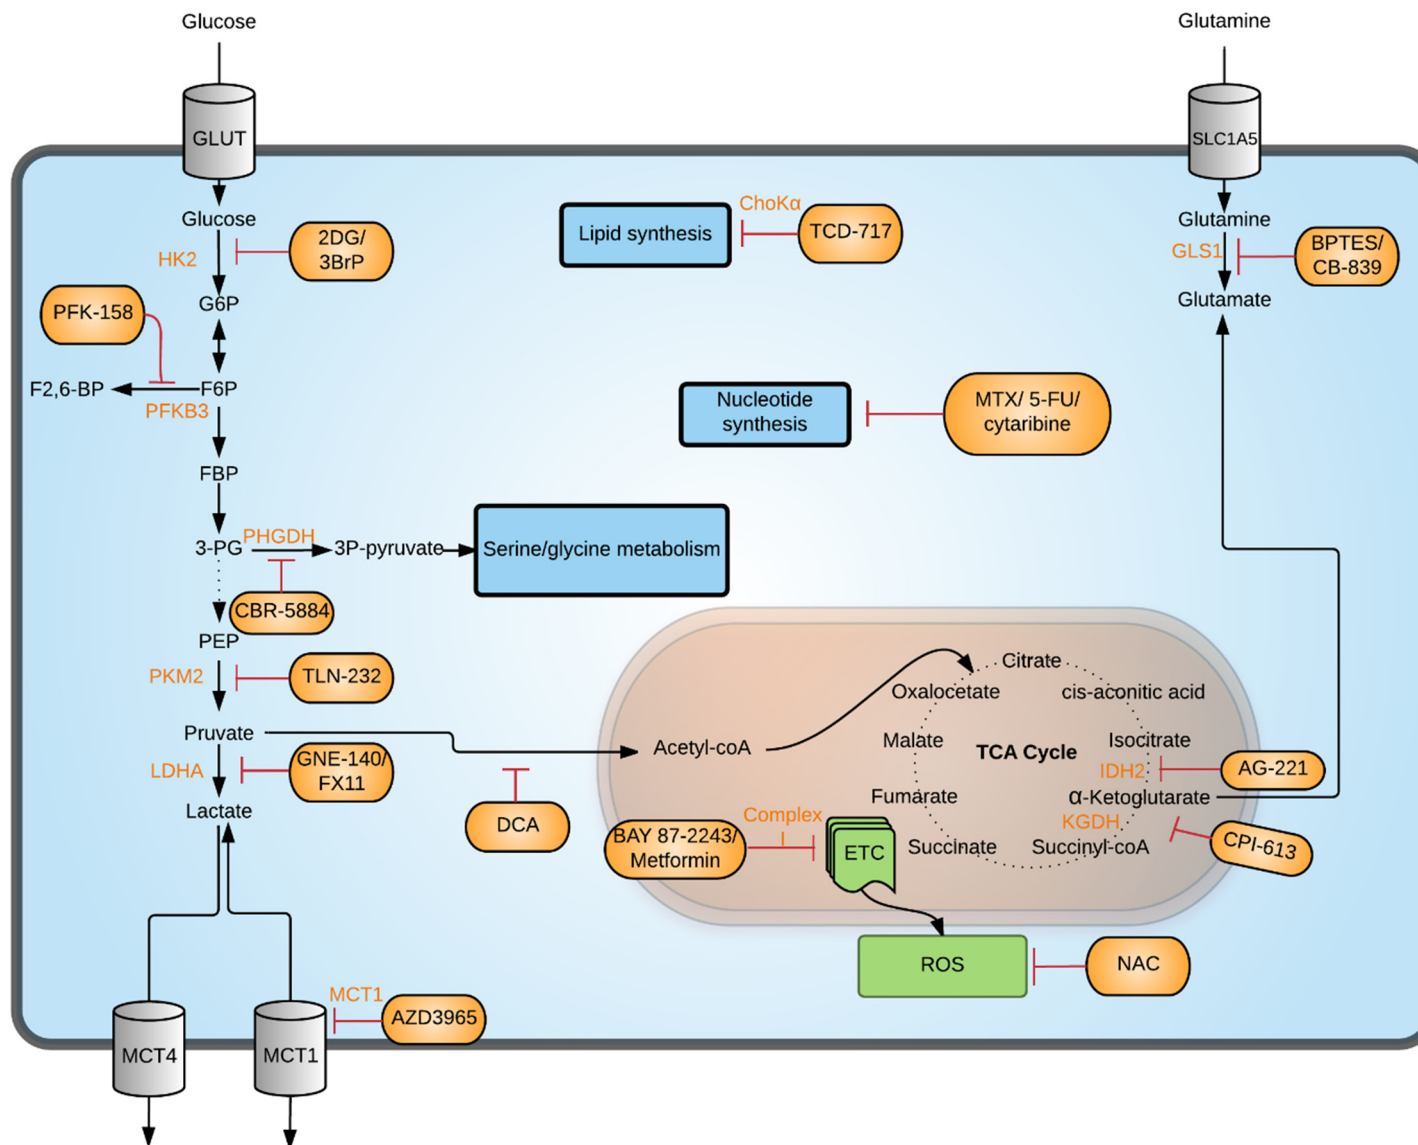 Glucose
Glutamine
GLUT
SLC1A5
Glucose
HK2
2DG/
3BrP
G6P
PFK-158
F2,6-BP
F6P
PFKB3
FBP
3-PG
PHGDH
3P-pyruvate
Serine/glycine metabolism
CBR-5884
PEP
PKM2
TLN-232
Pruvate
LDHA
GNE-140/
FX11
Lactate
DCA
MCT1
AZD3965
MCT4
MCT1
Lipid synthesis
ChoKα
TCD-717
Nucleotide
synthesis
MTX/ 5-FU/
cytaribine
Glutamine
GLS1
BPTES/
CB-839
Glutamate
Acetyl-coA
Citrate
Oxalocetate
cis-aconitic acid
Malate
TCA Cycle
Isocitrate
IDH2
AG-221
Fumarate
α-Ketoglutarate
KGDH
Succinate
Succinyl-coA
CPI-613
BAY 87-2243/
Metformin
Complex
I
ETC
ROS
NAC